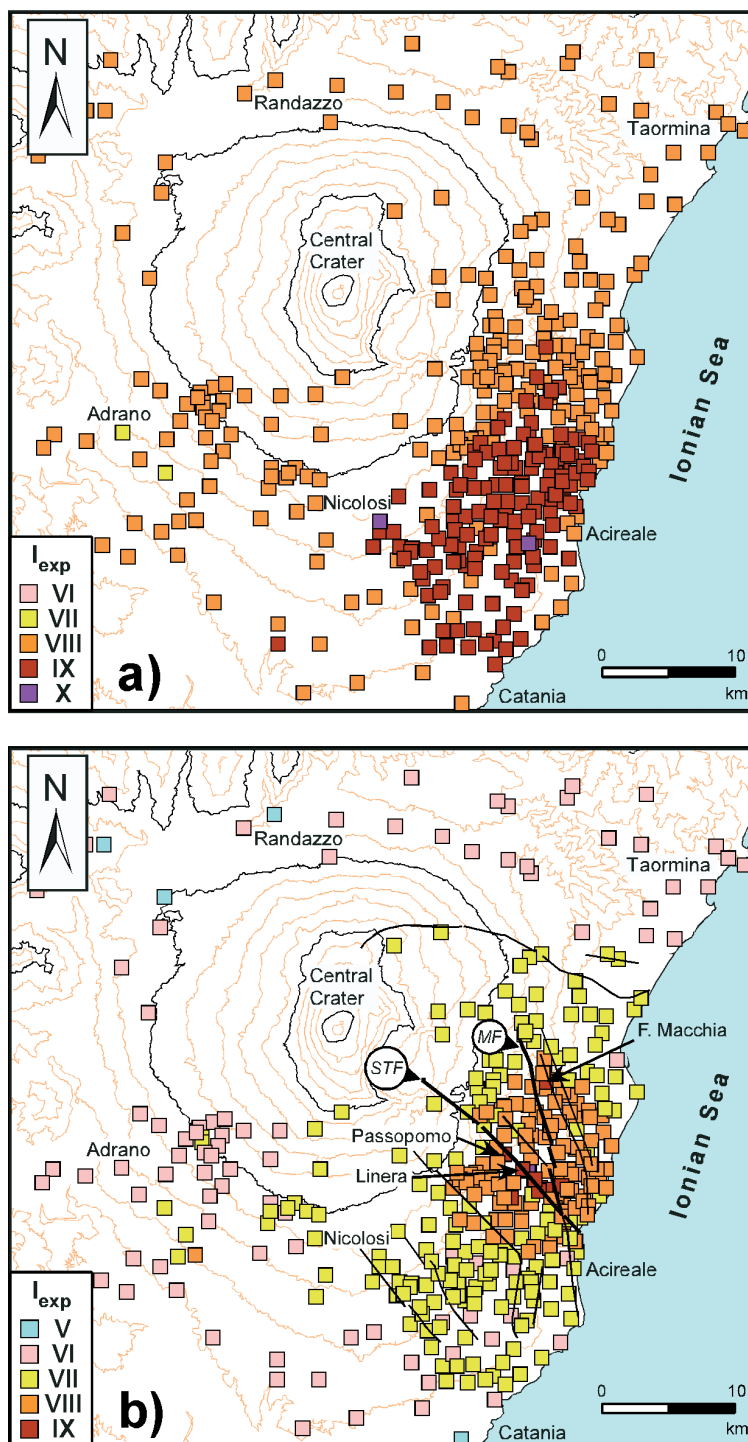 N
Randazzo
Taormina
Central
Crater
Adrano
Nicolosi
Ionian Sea
Acireale
Catania
I exp
VI
VII
VIII
IX
X
a)
0 10
km
N
Randazzo
Taormina
Central
Crater
MF
F. Macchia
STF
Passopomo
Adrano
Linera
Ionian Sea
Nicolosi
Acireale
Catania
I exp
V
VI
VII
VIII
IX
b)
0 10
km